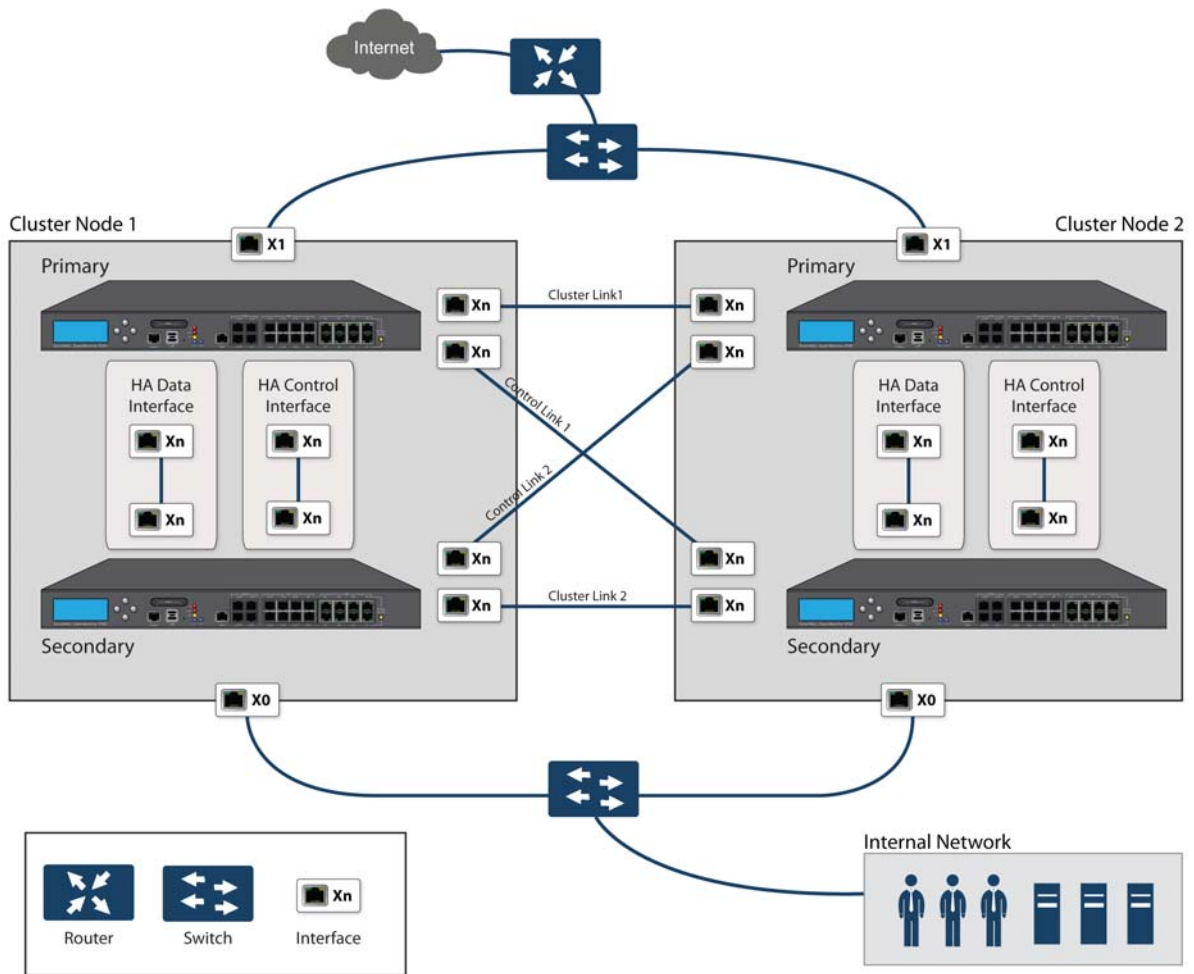 Internet
Cluster Node 1
Cluster Node 2
X1
X1
Primary
Primary
Xn
Cluster Link1
Xn
Xn
Xn
HA Data
Interface
HA Control
Interface
HA Data
Interface
HA Control
Interface
Control Link 1
Xn
Xn
Xn
Xn
Control Link 2
Xn
Xn
Xn
Xn
Xn
Xn
Xn
Cluster Link 2
Xn
Secondary
Secondary
X0
X0
Internal Network
Xn
Router
Switch
Interface